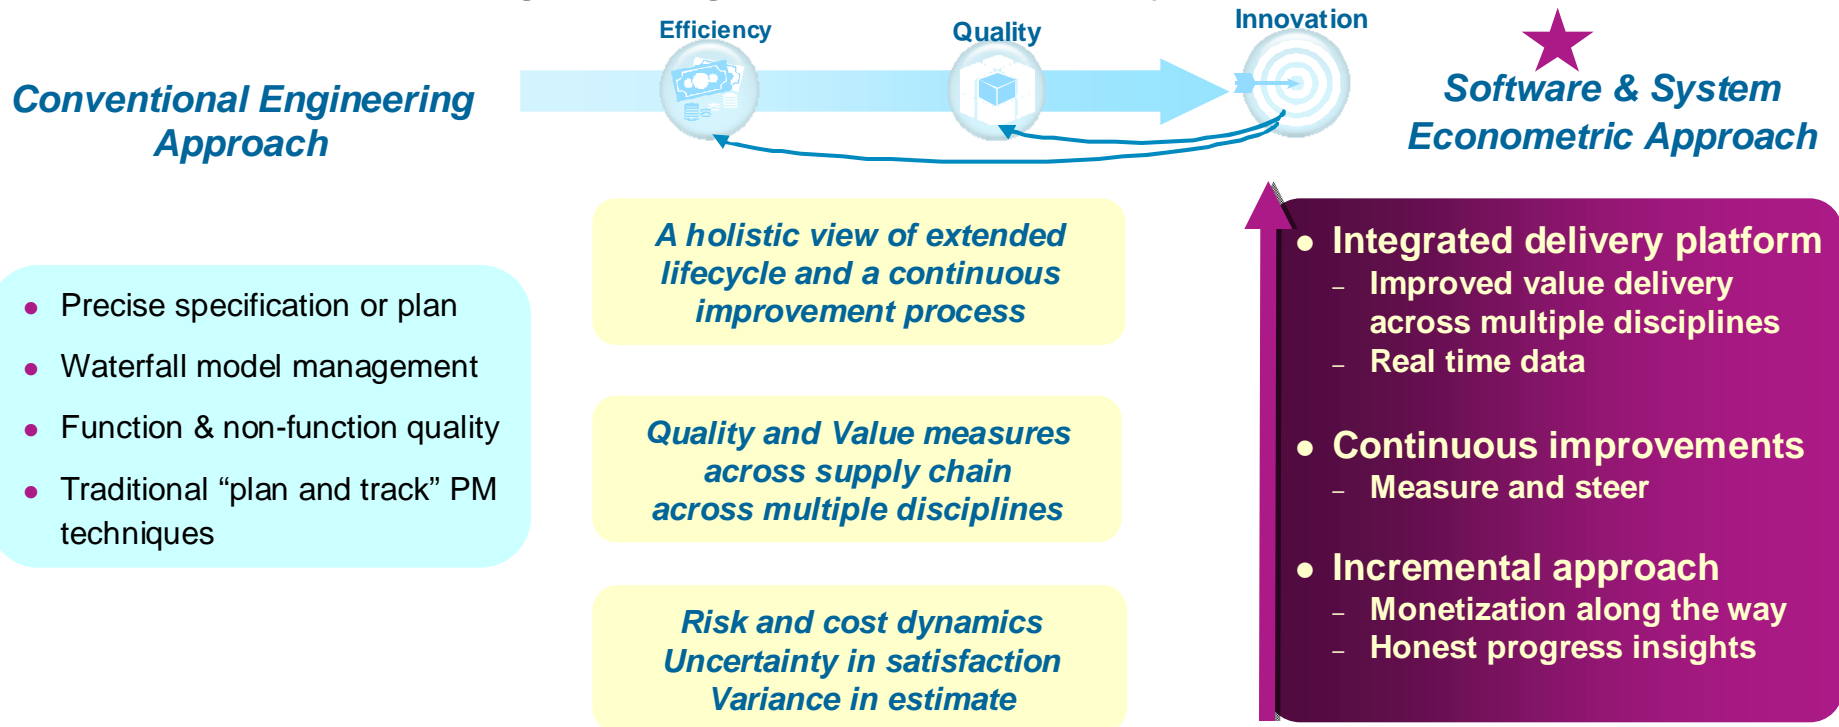 Efficiency
Quality
Innovation
Conventional Engineering
Approach
Software & System
Econometric Approach
● Precise specification or plan
● Waterfall model management
● Function & non-function quality
● Traditional “plan and track” PM
techniques
A holistic view of extended
lifecycle and a continuous
improvement process
Quality and Value measures
across supply chain
across multiple disciplines
Risk and cost dynamics
Uncertainty in satisfaction
Variance in estimate
● Integrated delivery platform
– Improved value delivery
across multiple disciplines
– Real time data
● Continuous improvements
– Measure and steer
● Incremental approach
– Monetization along the way
– Honest progress insights